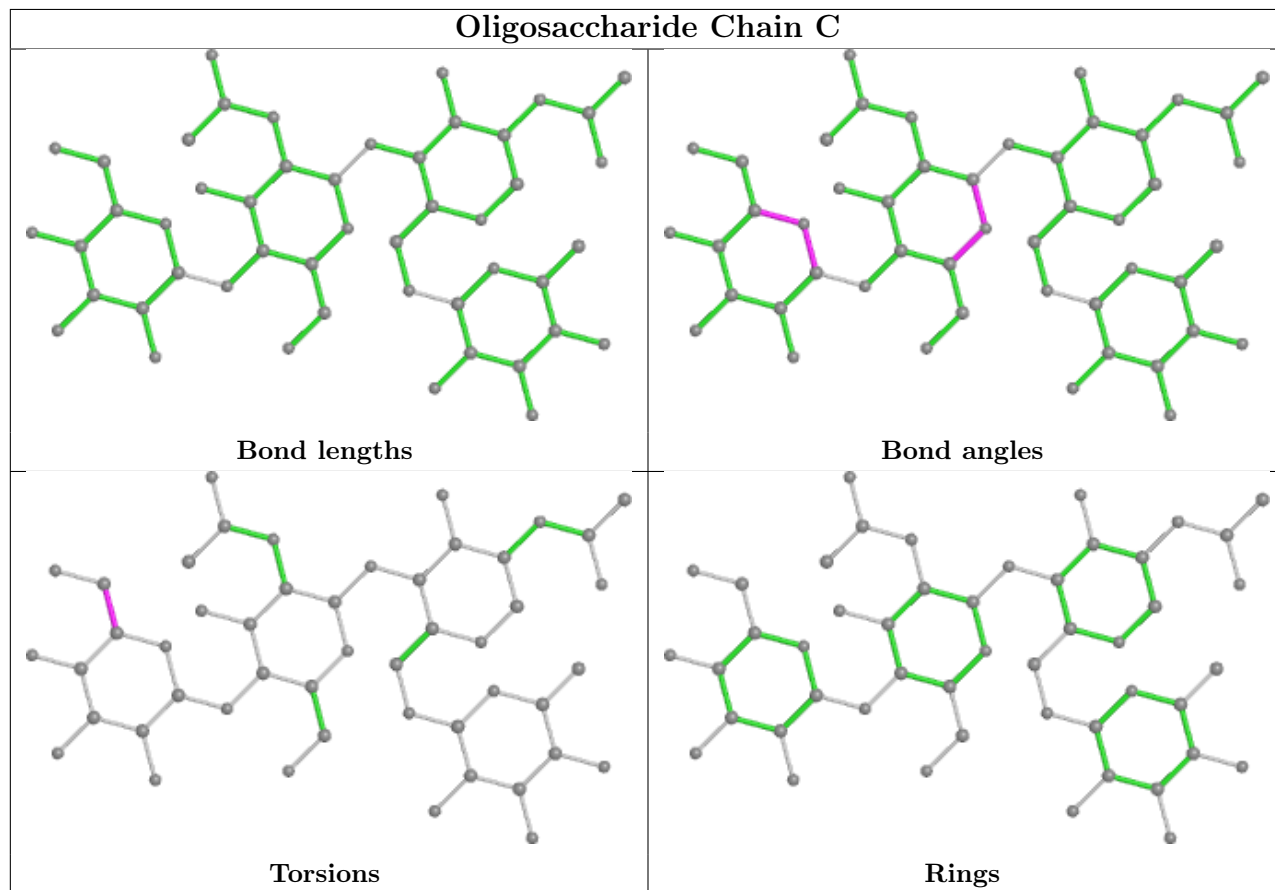 Oligosaccharide Chain C
Bond lengths
Bond angles
Torsions
Rings